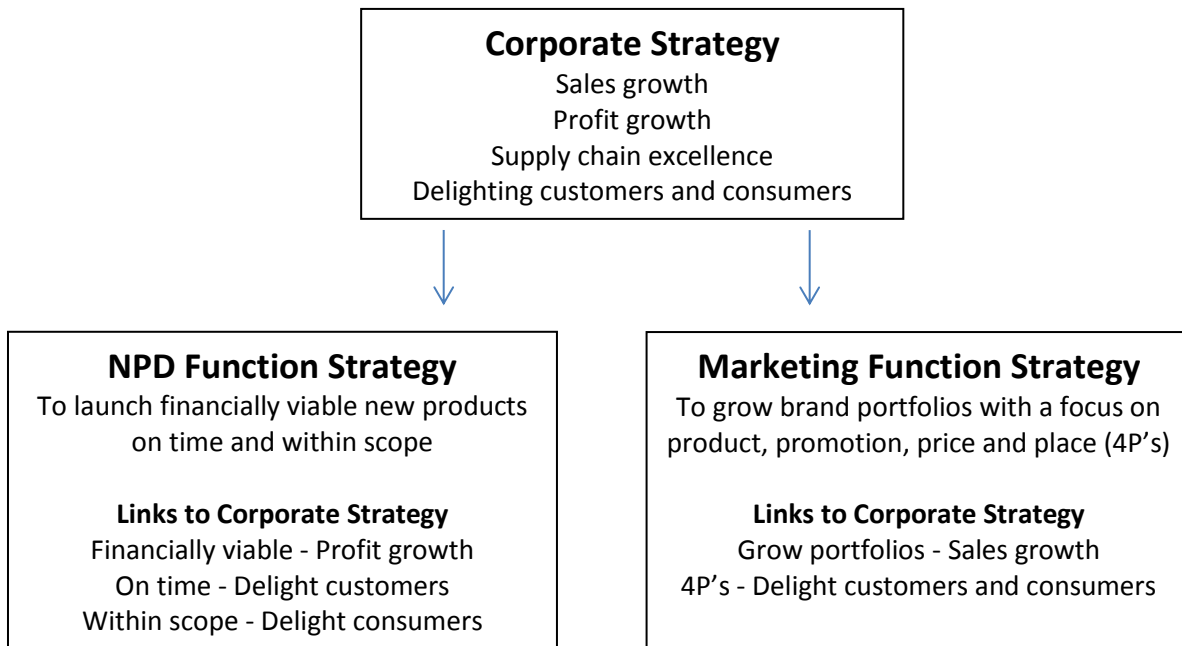 Corporate Strategy
Sales growth
Profit growth
Supply chain excellence
Delighting customers and consumers
NPD Function Strategy
To launch financially viable new products
on time and within scope
Links to Corporate Strategy
Financially viable - Profit growth
On time - Delight customers
Within scope - Delight consumers
Marketing Function Strategy
To grow brand portfolios with a focus on
product, promotion, price and place (4P’s)
Links to Corporate Strategy
Grow portfolios - Sales growth
4P’s - Delight customers and consumers